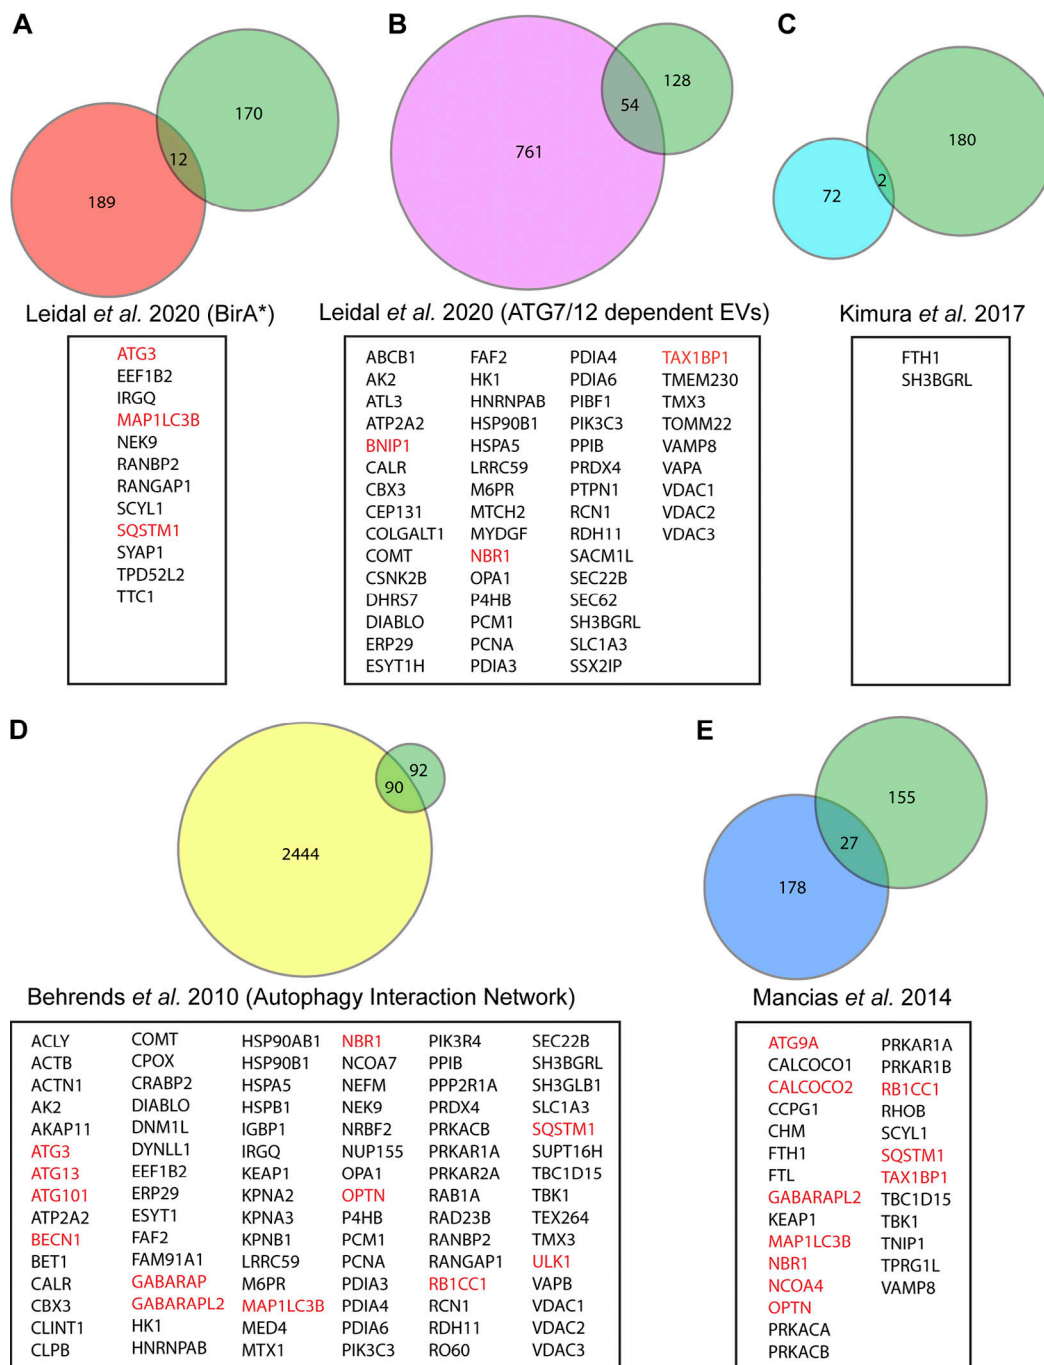 A
B
C
170
12
189
128
54
761
180
2
72
Leidal et al. 2020 (BirA*)
Leidal et al. 2020 (ATG7/12 dependent EVs)
Kimura et al. 2017
ATG3
EEF1B2
IRGQ
MAP1LC3B
NEK9
RANBP2
RANGAP1
SCYL1
SQSTM1
SYAP1
TPD52L2
TTC1
ABCB1
AK2
ATL3
ATP2A2
BNIP1
CALR
CBX3
CEP131
COLGALT1
COMT
CSNK2B
DHRS7
DIABLO
ERP29
ESYT1H
FAF2
HK1
HNRNPAB
HSP90B1
HSPA5
LRRC59
M6PR
MTCH2
MYDGF
NBR1
OPA1
P4HB
PCM1
PCNA
PDIA3
PDIA4
PDIA6
PIBF1
PIK3C3
PPIB
PRDX4
PTPN1
RCN1
RDH11
SACM1L
SEC22B
SEC62
SH3BGRL
SLC1A3
SSX2IP
TAX1BP1
TMEM230
TMX3
TOMM22
VAMP8
VAPA
VDAC1
VDAC2
VDAC3
FTH1
SH3BGRL
D
E
92
90
2444
155
27
178
Behrends et al. 2010 (Autophagy Interaction Network)
Mancias et al. 2014
ACLY
ACTB
ACTN1
AK2
AKAP11
ATG3
ATG13
ATG101
ATP2A2
BECN1
BET1
CALR
CBX3
CLINT1
CLPB
COMT
CPOX
CRABP2
DIABLO
DNM1L
DYNLL1
EEF1B2
ERP29
ESYT1
FAF2
FAM91A1
GABARAP
GABARAPL2
HK1
HNRNPAB
HSP90AB1
HSP90B1
HSPA5
HSPB1
IGBP1
IRGQ
KEAP1
KPNA2
KPNA3
KPNB1
LRRC59
M6PR
MAP1LC3B
MED4
MTX1
NBR1
NCOA7
NEFM
NEK9
NRBF2
NUP155
OPA1
OPTN
P4HB
PCM1
PCNA
PDIA3
PDIA4
PDIA6
PIK3C3
PIK3R4
PPIB
PPP2R1A
PRDX4
PRKACB
PRKAR1A
PRKAR2A
RAB1A
RAD23B
RANBP2
RANGAP1
RB1CC1
RCN1
RDH11
RO60
SEC22B
SH3BGRL
SH3GLB1
SLC1A3
SQSTM1
SUPT16H
TBC1D15
TBK1
TEX264
TMX3
ULK1
VAPB
VDAC1
VDAC2
VDAC3
ATG9A
CALCOCO1
CALCOCO2
CCPG1
CHM
FTH1
FTL
GABARAPL2
KEAP1
MAP1LC3B
NBR1
NCOA4
OPTN
PRKACA
PRKACB
PRKAR1A
PRKAR1B
RB1CC1
RHOB
SCYL1
SQSTM1
TAX1BP1
TBC1D15
TBK1
TNIP1
TPRG1L
VAMP8